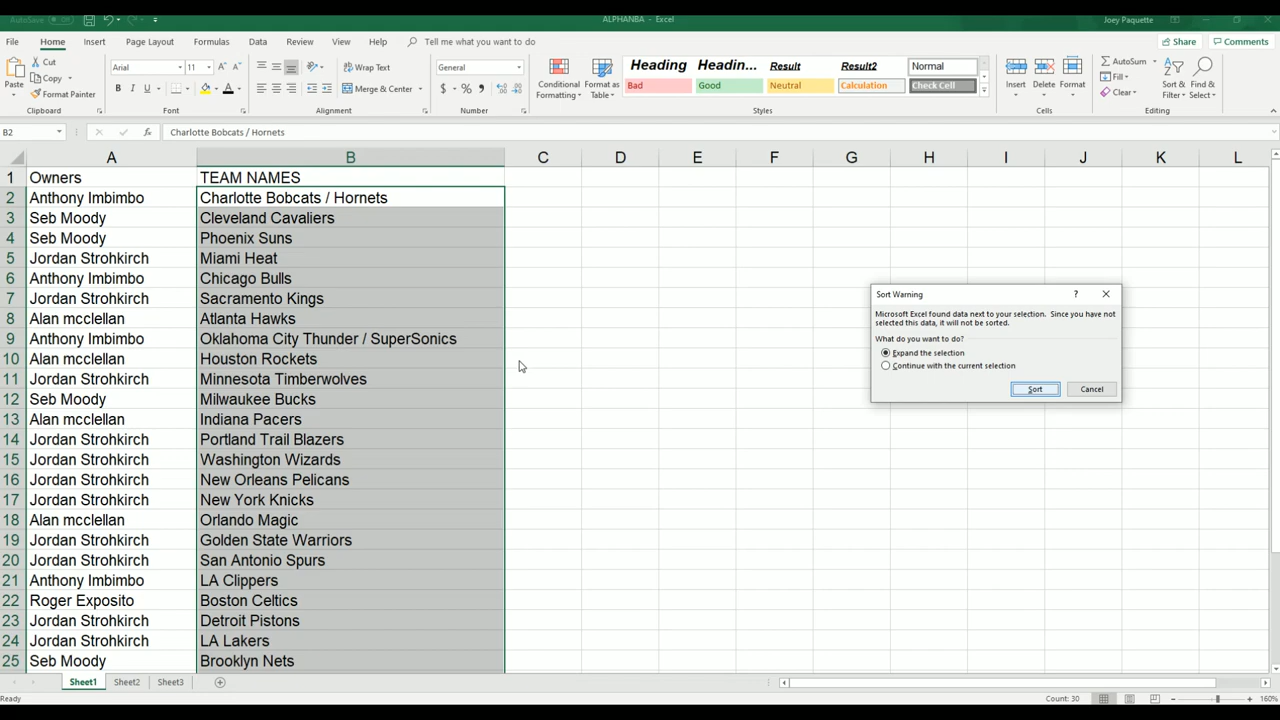 AutoSave Off
ALPHANBA - Excel
Joey Paquette
File Home Insert Page Layout Formulas Data Review View Help Tell me what you want to do
Share Comments
Paste
Cut
Copy
Format Painter
Clipboard
Arial 11
Font
Wrap Text
Merge & Center
Alignment
General
Number
Conditional Formatting
Format as Table
Heading Headin... Result Result2 Normal
Bad Good Neutral Calculation Check Cell
Styles
Insert Delete Format
Cells
AutoSum
Fill
Clear
Sort & Filter
Find & Select
Editing
B2 fx Charlotte Bobcats / Hornets
A B C D E F G H I J K L
1 Owners TEAM NAMES
2 Anthony Imbimbo Charlotte Bobcats / Hornets
3 Seb Moody Cleveland Cavaliers
4 Seb Moody Phoenix Suns
5 Jordan Strohkirch Miami Heat
6 Anthony Imbimbo Chicago Bulls
7 Jordan Strohkirch Sacramento Kings
8 Alan mcclellan Atlanta Hawks
9 Anthony Imbimbo Oklahoma City Thunder / SuperSonics
10 Alan mcclellan Houston Rockets
11 Jordan Strohkirch Minnesota Timberwolves
12 Seb Moody Milwaukee Bucks
13 Alan mcclellan Indiana Pacers
14 Jordan Strohkirch Portland Trail Blazers
15 Jordan Strohkirch Washington Wizards
16 Jordan Strohkirch New Orleans Pelicans
17 Jordan Strohkirch New York Knicks
18 Alan mcclellan Orlando Magic
19 Jordan Strohkirch Golden State Warriors
20 Jordan Strohkirch San Antonio Spurs
21 Anthony Imbimbo LA Clippers
22 Roger Exposito Boston Celtics
23 Jordan Strohkirch Detroit Pistons
24 Jordan Strohkirch LA Lakers
25 Seb Moody Brooklyn Nets
Sort Warning ?
Microsoft Excel found data next to your selection. Since you have not
selected this data, it will not be sorted.
What do you want to do?
Expand the selection
Continue with the current selection
Sort Cancel
Sheet1 Sheet2 Sheet3
Ready Count: 30 160%